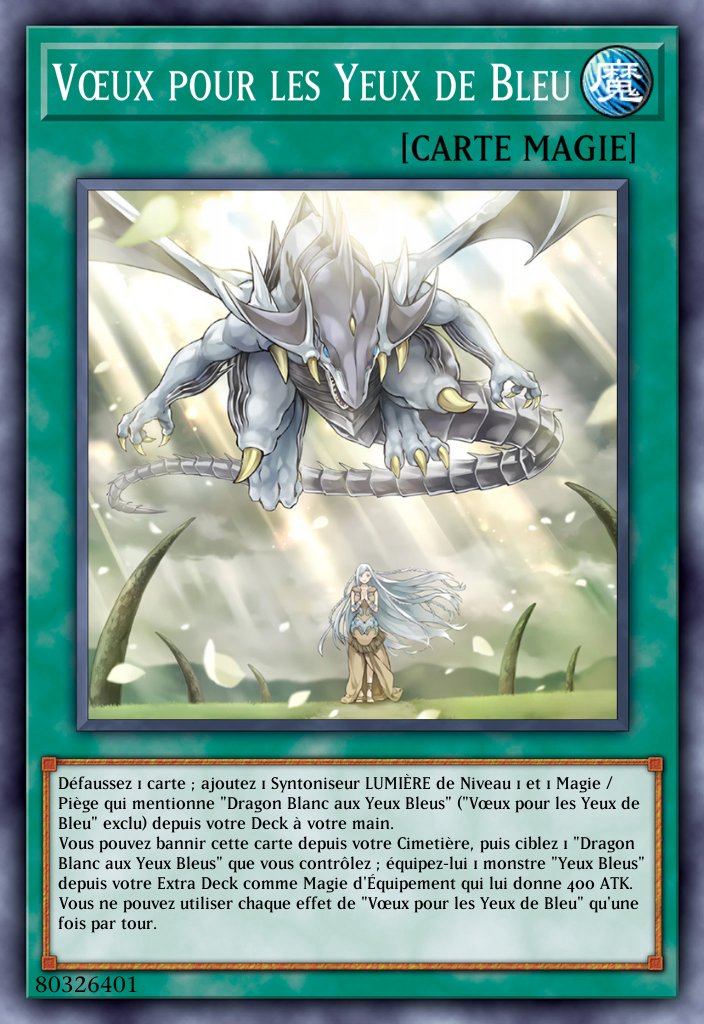 Vœux pour les Yeux de Bleu
魔
[CARTE MAGIE]
Défaussez 1 carte ; ajoutez 1 Syntoniseur LUMIÈRE de Niveau 1 et 1 Magie /
Piège qui mentionne "Dragon Blanc aux Yeux Bleus" ("Vœux pour les Yeux de
Bleu" exclu) depuis votre Deck à votre main.
Vous pouvez bannir cette carte depuis votre Cimetière, puis ciblez 1 "Dragon
Blanc aux Yeux Bleus" que vous contrôlez ; équipez-lui 1 monstre "Yeux Bleus"
depuis votre Extra Deck comme Magie d'Équipement qui lui donne 400 ATK.
Vous ne pouvez utiliser chaque effet de "Vœux pour les Yeux de Bleu" qu'une
fois par tour.
80326401